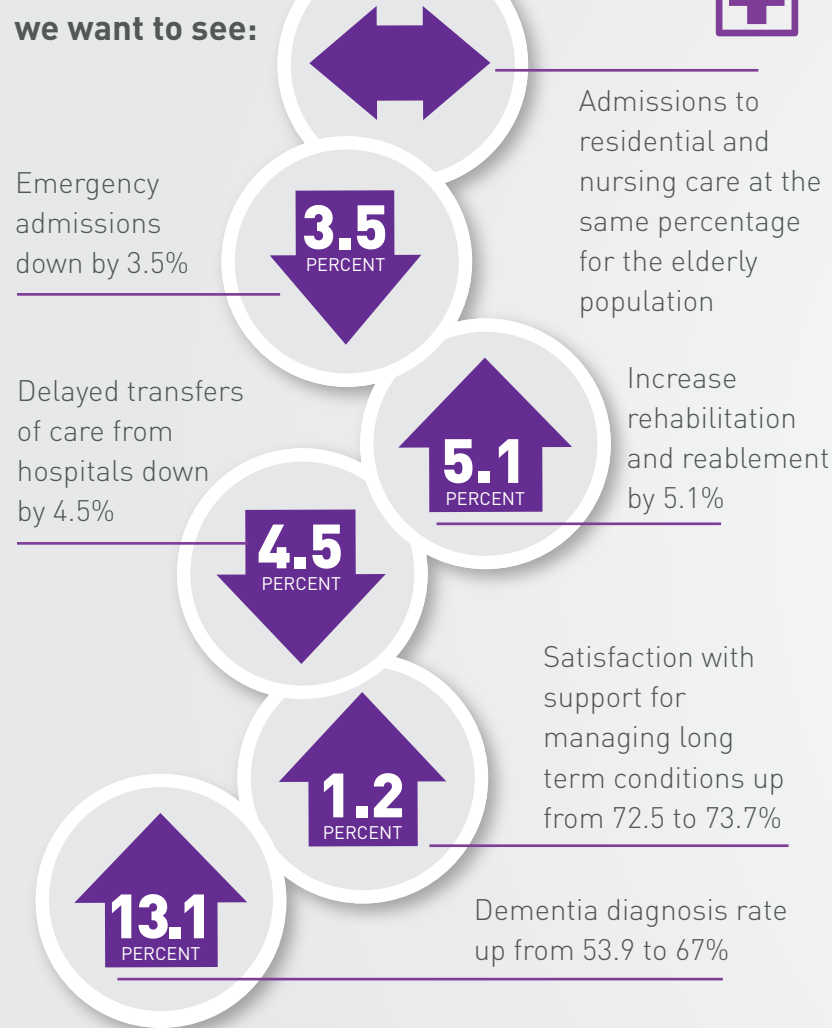 we want to see:
Admissions to
residential and
nursing care at the
same percentage
for the elderly
population
Emergency
admissions
down by 3.5%
3.5
PERCENT
Increase
rehabilitation
and reablement
by 5.1%
5.1
PERCENT
Delayed transfers
of care from
hospitals down
by 4.5%
4.5
PERCENT
Satisfaction with
support for
managing long
term conditions up
from 72.5 to 73.7%
1.2
PERCENT
Dementia diagnosis rate
up from 53.9 to 67%
13.1
PERCENT